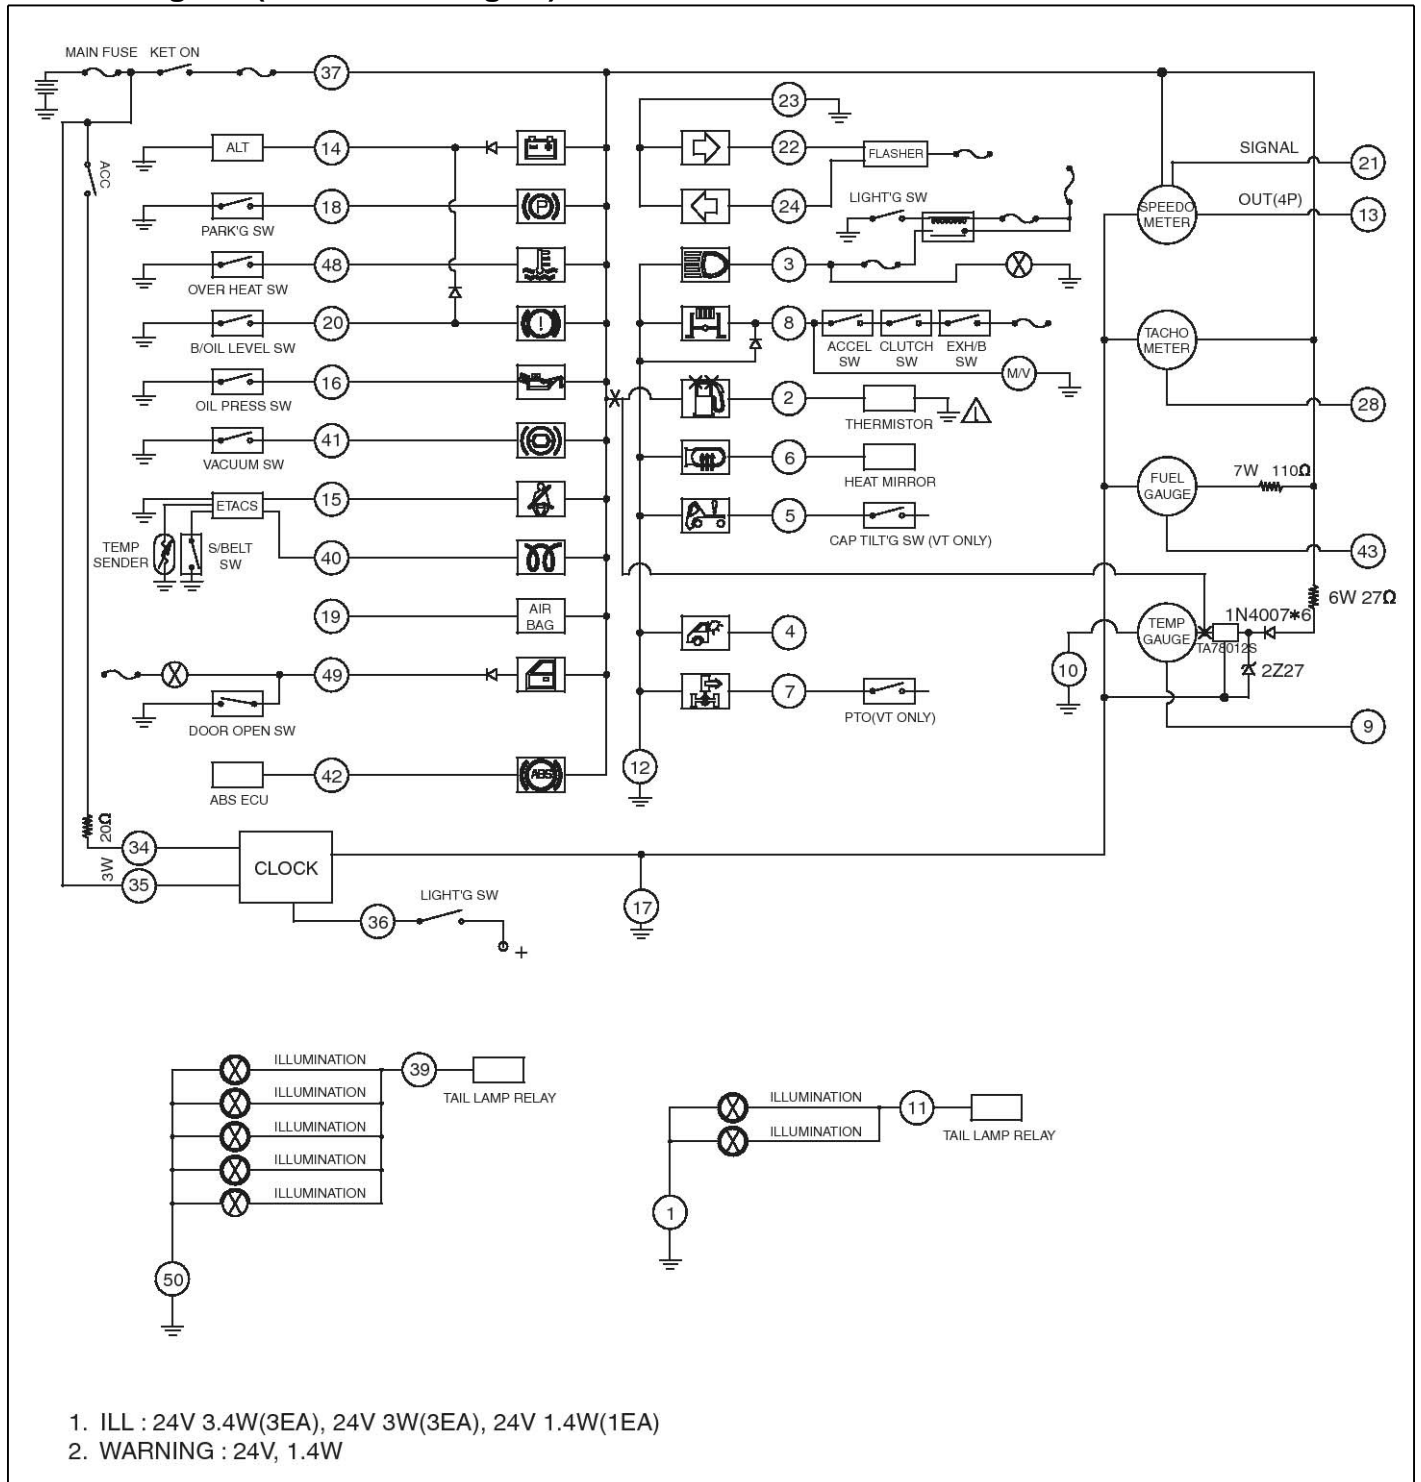 MAIN FUSE KET ON
37
23
ALT 14
22 FLASHER
SIGNAL 21
ACC
18
PARK'G SW
P
24
LIGHT'G SW
SPEEDO
METER
OUT(4P) 13
48
OVER HEAT SW
3
20
B/OIL LEVEL SW
!
8
ACCEL
SW
CLUTCH
SW
EXH/B
SW
TACHO
METER
16
OIL PRESS SW
M/V
2
THERMISTOR
28
41
VACUUM SW
6
HEAT MIRROR
FUEL
GAUGE
7W 110Ω
ETACS 15
5
CAP TILT'G SW (VT ONLY)
TEMP
SENDER
S/BELT
SW
40
43
6W 27Ω
19
AIR
BAG
4
TEMP
GAUGE
1N4007*6
TA78012S
10
2Z27
49
DOOR OPEN SW
7
PTO(VT ONLY)
9
42
ABS ECU
ABS
12
20Ω
3W
34
35
CLOCK
17
36
LIGHT'G SW
+
ILLUMINATION
ILLUMINATION
ILLUMINATION
ILLUMINATION
ILLUMINATION
39
TAIL LAMP RELAY
50
ILLUMINATION
ILLUMINATION
11
TAIL LAMP RELAY
1
1. ILL : 24V 3.4W(3EA), 24V 3W(3EA), 24V 1.4W(1EA)
2. WARNING : 24V, 1.4W